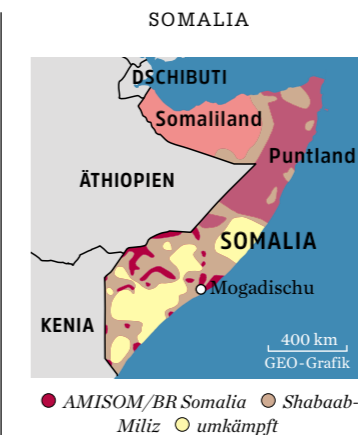 SOMALIA
DSCHIBUTI
Somaliland
Puntland
ÄTHIOPIEN
SOMALIA
Mogadischu
KENIA
400 km
GEO-Grafik
AMISOM/BR Somalia Shabaab-
Miliz umkämpft